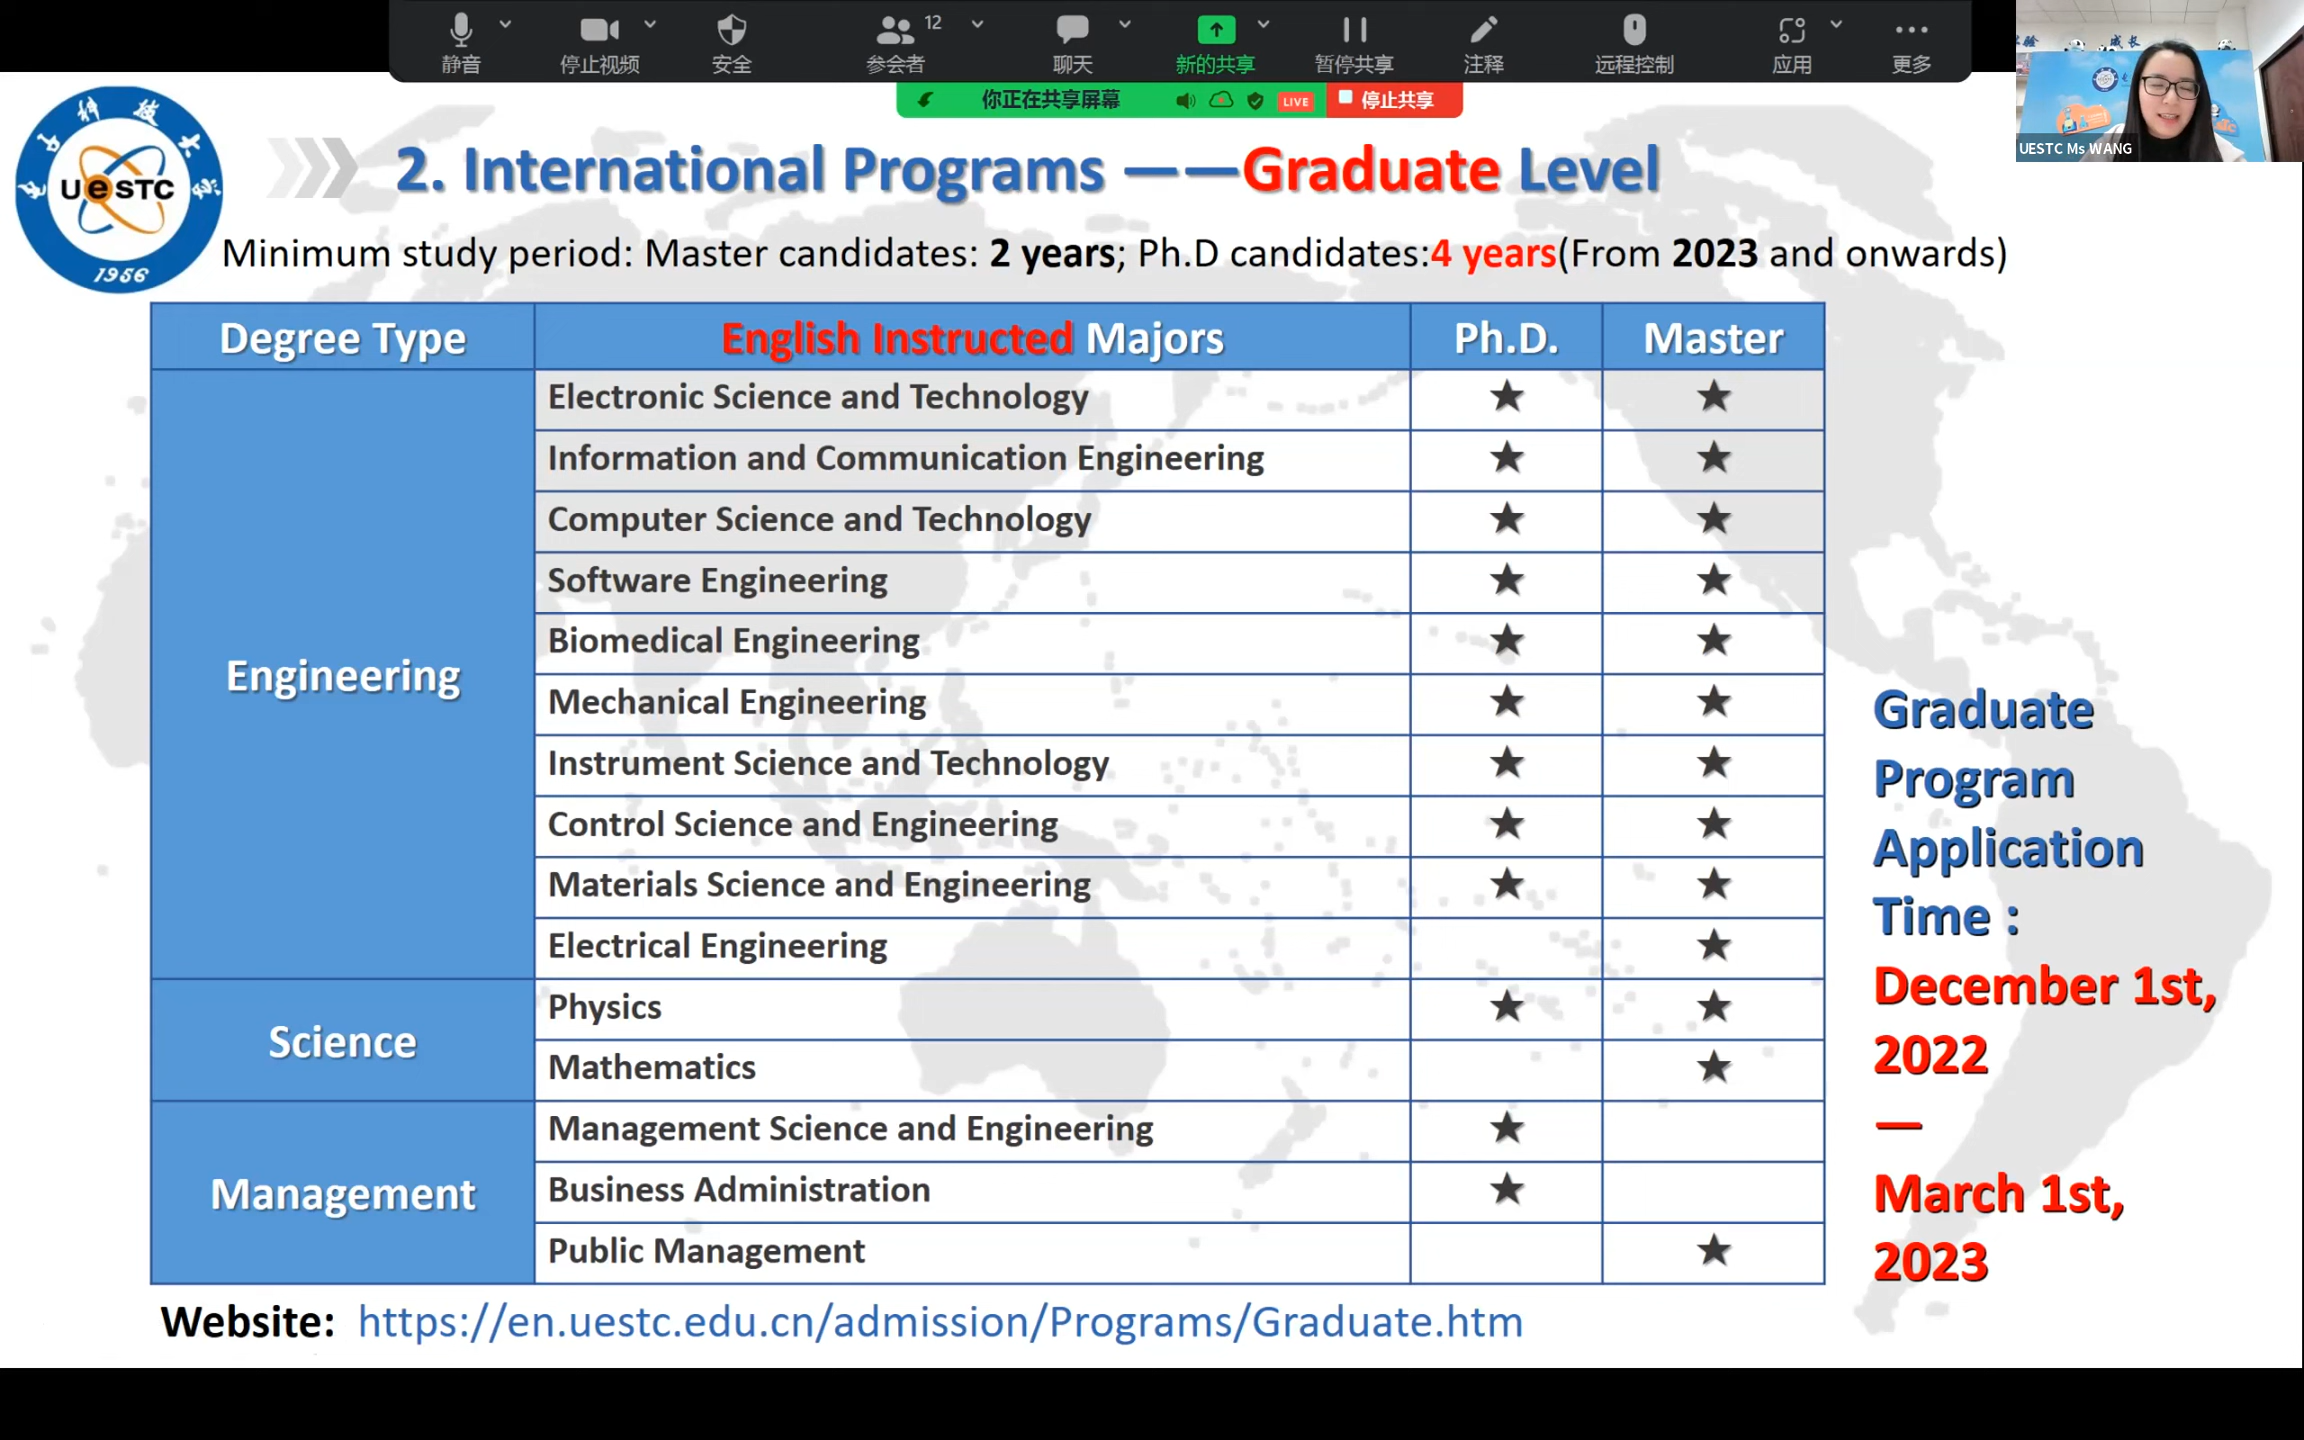 12
静音
停止视频
安全
参会者
聊天
新的共享
暂停共享
注释
远程控制
应用
更多
你正在共享屏幕
LIVE
停止共享
UESTC Ms WANG
UeSTC
1956
2. International Programs ——Graduate Level
Minimum study period: Master candidates: 2 years; Ph.D candidates:4 years(From 2023 and onwards)
Degree Type English Instructed Majors Ph.D. Master
Engineering
Electronic Science and Technology ★ ★
Information and Communication Engineering ★ ★
Computer Science and Technology ★ ★
Software Engineering ★ ★
Biomedical Engineering ★ ★
Mechanical Engineering ★ ★
Instrument Science and Technology ★ ★
Control Science and Engineering ★ ★
Materials Science and Engineering ★ ★
Electrical Engineering ★
Science
Physics ★ ★
Mathematics ★
Management
Management Science and Engineering ★
Business Administration ★
Public Management ★
Graduate
Program
Application
Time :
December 1st,
2022
—
March 1st,
2023
Website: https://en.uestc.edu.cn/admission/Programs/Graduate.htm